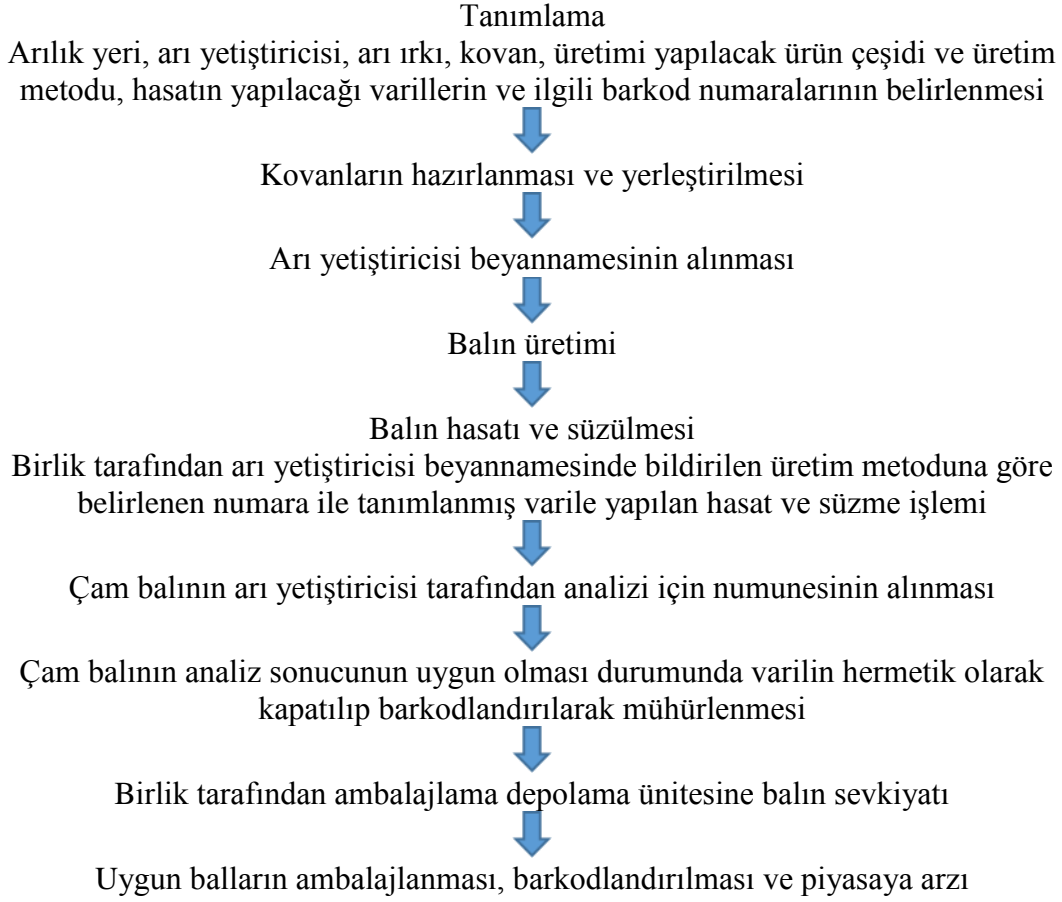 Tanımlama
Arılık yeri, arı yetiştiricisi, arı ırkı, kovan, üretimi yapılacak ürün çeşidi ve üretim
metodu, hasatın yapılacağı varillerin ve ilgili barkod numaralarının belirlenmesi
Kovanların hazırlanması ve yerleştirilmesi
Arı yetiştiricisi beyannamesinin alınması
Balın üretimi
Balın hasatı ve süzülmesi
Birlik tarafından arı yetiştiricisi beyannamesinde bildirilen üretim metoduna göre
belirlenen numara ile tanımlanmış varile yapılan hasat ve süzme işlemi
Çam balının arı yetiştiricisi tarafından analizi için numunesinin alınması
Çam balının analiz sonucunun uygun olması durumunda varilin hermetik olarak
kapatılıp barkodlandırılarak mühürlenmesi
Birlik tarafından ambalajlama depolama ünitesine balın sevkiyatı
Uygun balların ambalajlanması, barkodlandırılması ve piyasaya arzı